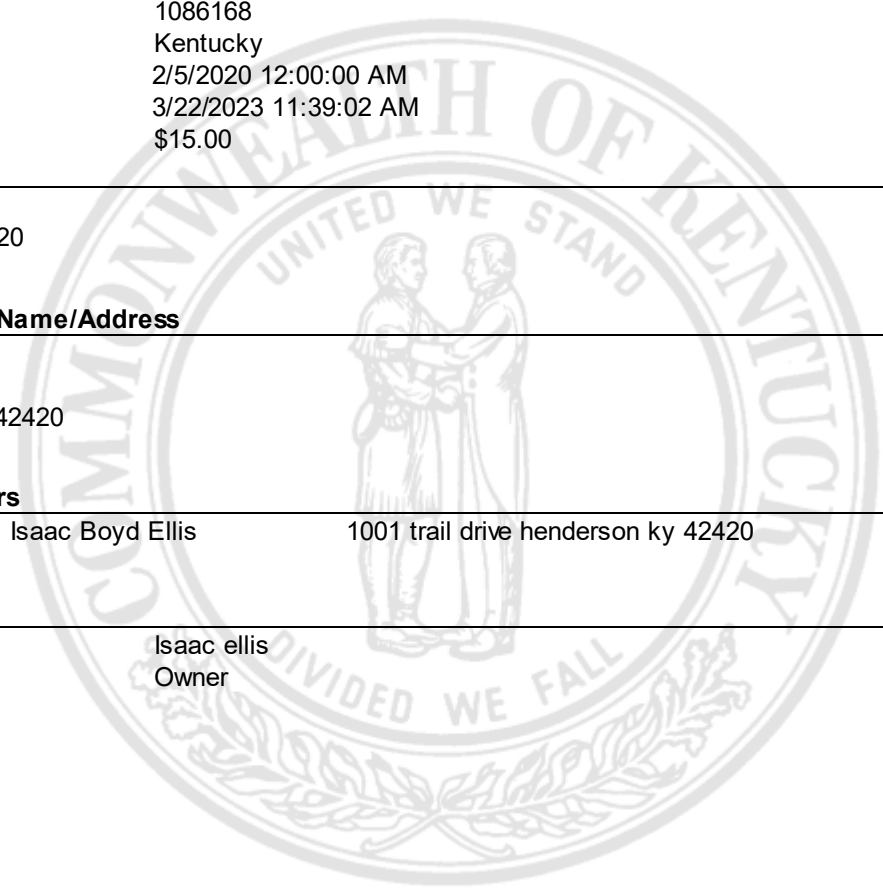 1086168
Kentucky
2/5/2020 12:00:00 AM
3/22/2023 11:39:02 AM
$15.00
COMMONWEALTH OF KENTUCKY
UNITED WE STAND
20
Name/Address
42420
rs
Isaac Boyd Ellis 1001 trail drive henderson ky 42420
Isaac ellis
Owner
DIVIDED WE FALL